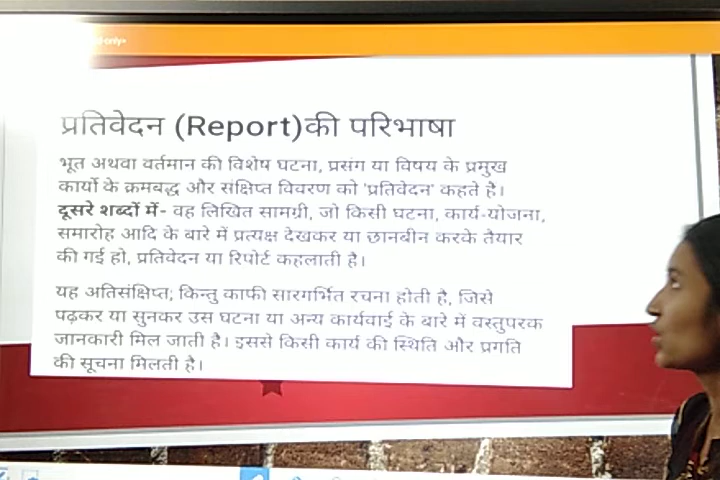 प्रतिवेदन (Report)की परिभाषा
भूत अथवा वर्तमान की विशेष घटना, प्रसंग या विषय के प्रमुख
कार्यो के क्रमबद्ध और संक्षिप्त विवरण को 'प्रतिवेदन' कहते है।
दूसरे शब्दों में- वह लिखित सामग्री, जो किसी घटना, कार्य-योजना,
समारोह आदि के बारे में प्रत्यक्ष देखकर या छानबीन करके तैयार
की गई हो, प्रतिवेदन या रिपोर्ट कहलाती है।
यह अतिसंक्षिप्त; किन्तु काफी सारगर्भित रचना होती है, जिसे
पढ़कर या सुनकर उस घटना या अन्य कार्यवाई के बारे में वस्तुपरक
जानकारी मिल जाती है। इससे किसी कार्य की स्थिति और प्रगति
की सूचना मिलती है।